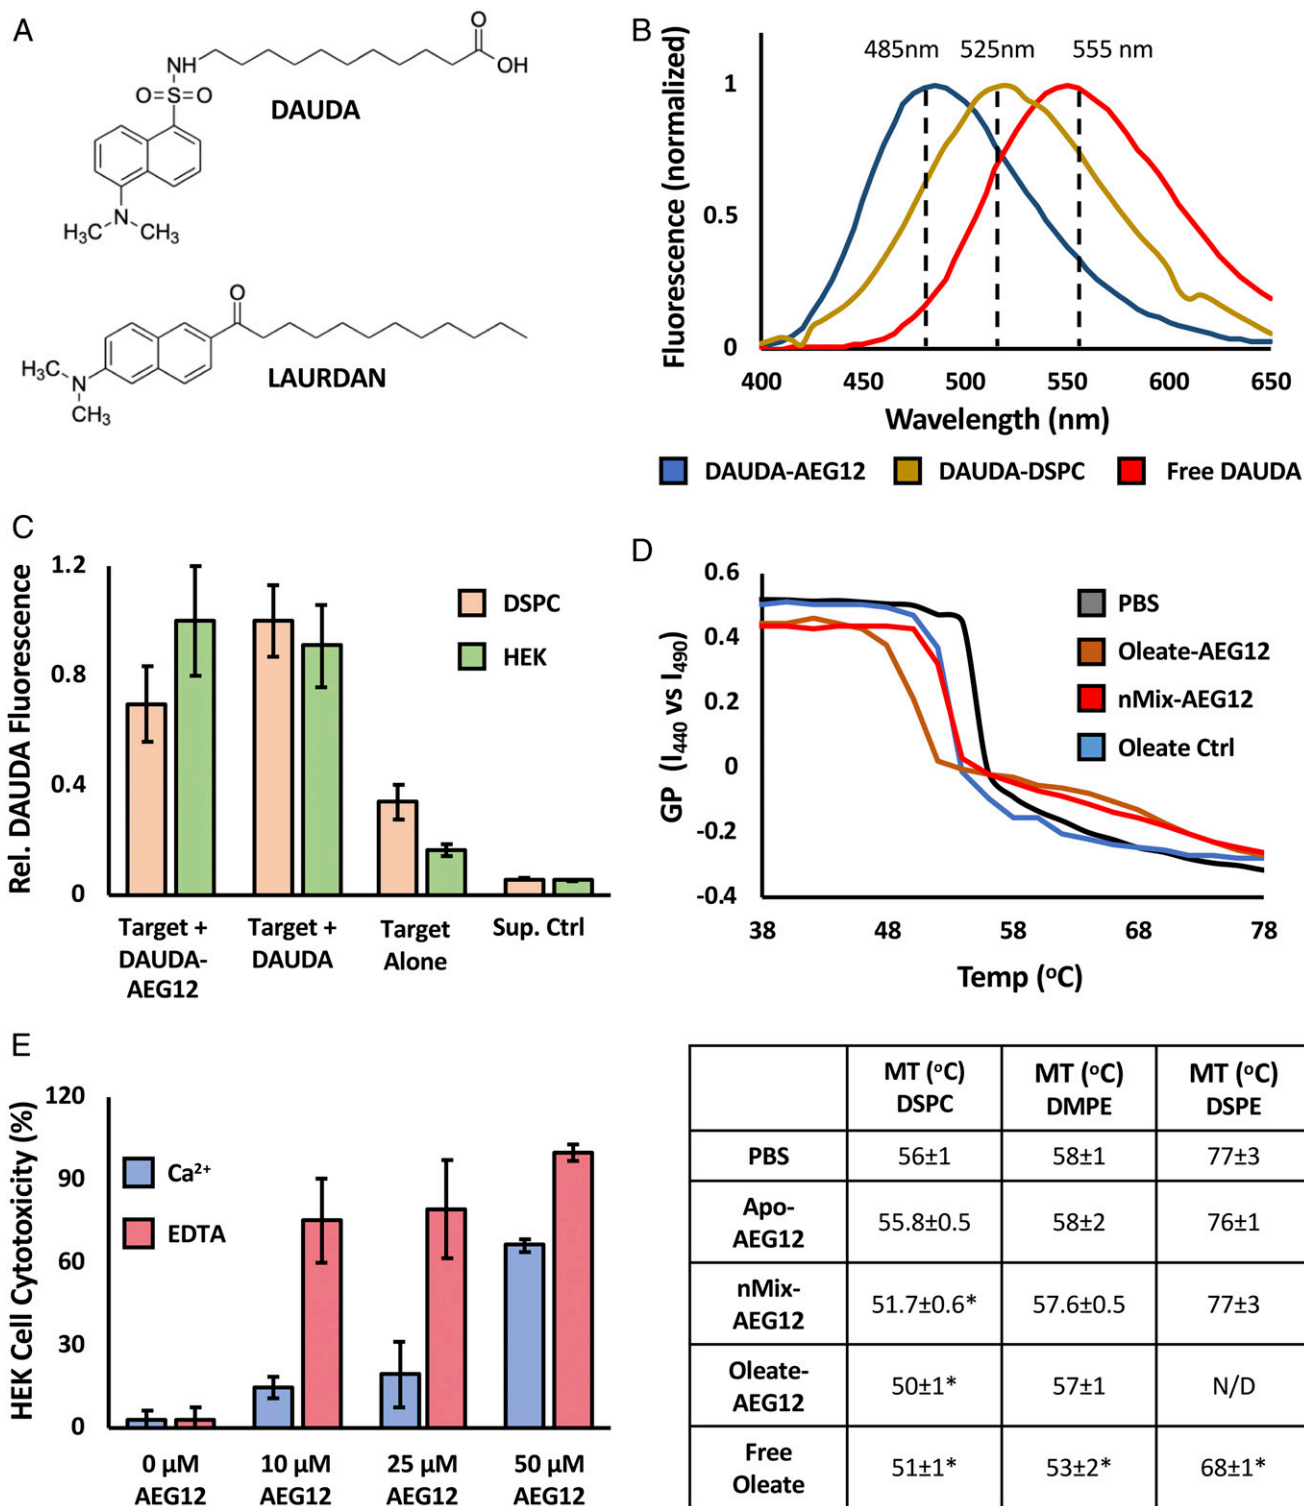 A
NH
O
OH
O=S=O
DAUDA
N
H₃C
CH₃
O
H₃C
N
CH₃
LAURDAN
B
485nm
525nm
555 nm
Fluorescence (normalized)
1
0.5
0
400
450
500
550
600
650
Wavelength (nm)
DAUDA-AEG12
DAUDA-DSPC
Free DAUDA
C
Rel. DAUDA Fluorescence
1.2
0.8
0.4
0
DSPC
HEK
Target +
DAUDA-
AEG12
Target +
DAUDA
Target
Alone
Sup. Ctrl
D
GP (I₄₄₀ vs I₄₉₀)
0.6
0.4
0.2
0
-0.2
-0.4
PBS
Oleate-AEG12
nMix-AEG12
Oleate Ctrl
38
48
58
68
78
Temp (ºC)
E
HEK Cell Cytotoxicity (%)
120
90
60
30
0
Ca²⁺
EDTA
0 µM
AEG12
10 µM
AEG12
25 µM
AEG12
50 µM
AEG12
MT (ºC)
DSPC
MT (ºC)
DMPE
MT (ºC)
DSPE
PBS
56±1
58±1
77±3
Apo-
AEG12
55.8±0.5
58±2
76±1
nMix-
AEG12
51.7±0.6*
57.6±0.5
77±3
Oleate-
AEG12
50±1*
57±1
N/D
Free
Oleate
51±1*
53±2*
68±1*